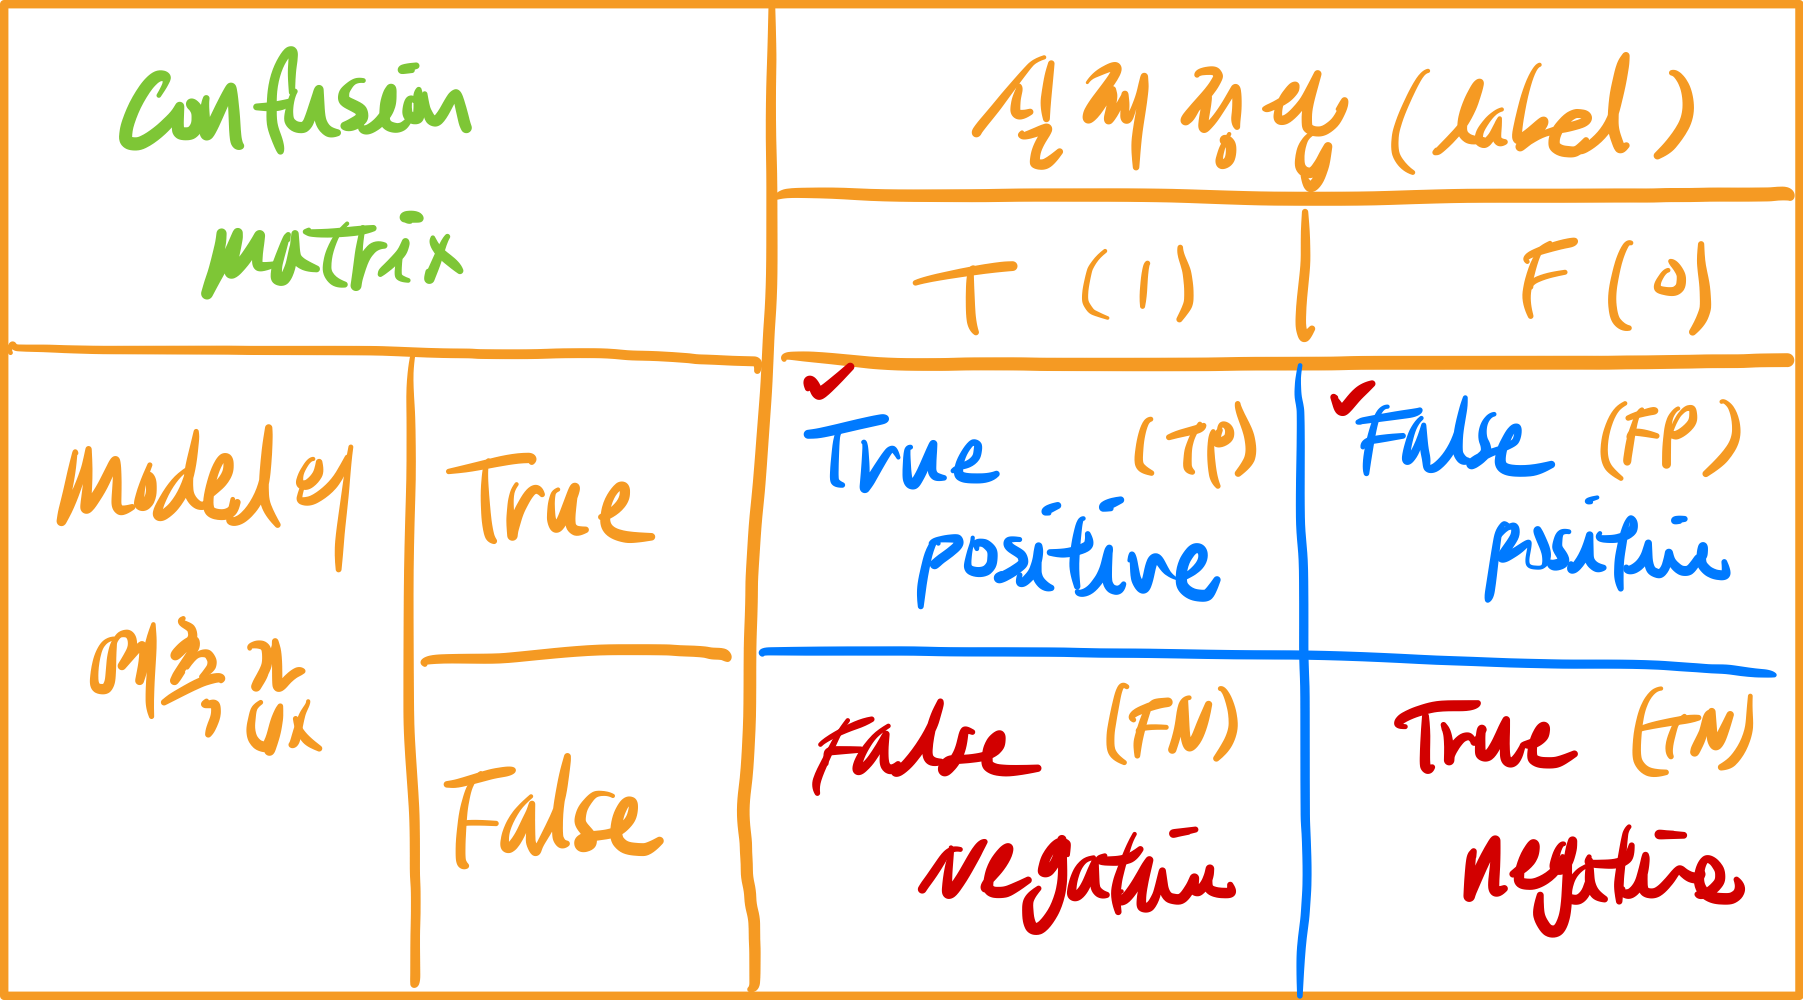 Confusion
matrix
실제 정답 (label)
T (1)
F (0)
Model의
예측값
True
True (TP)
positive
False (FP)
positive
False
False (FN)
Negative
True (TN)
negative